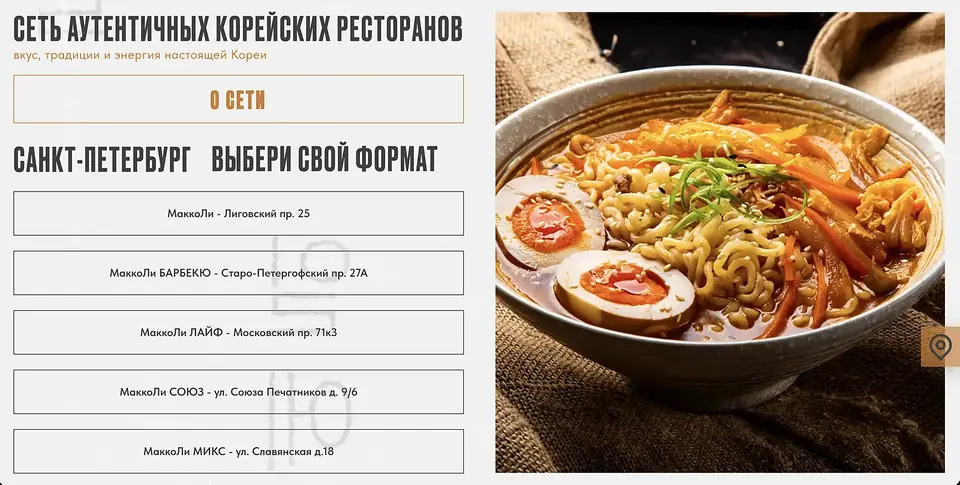 СЕТЬ АУТЕНТИЧНЫХ КОРЕЙСКИХ РЕСТОРАНОВ
вкус, традиции и энергия настоящей Кореи
О СЕТИ
САНКТ-ПЕТЕРБУРГ ВЫБЕРИ СВОЙ ФОРМАТ
МаккоЛи - Лиговский пр. 25
МаккоЛи БАРБЕКЮ - Старо-Петергофский пр. 27А
МаккоЛи ЛАЙФ - Московский пр. 71к3
МаккоЛи СОЮЗ - ул. Союза Печатников д. 9/6
МаккоЛи МИКС - ул. Славянская д.18